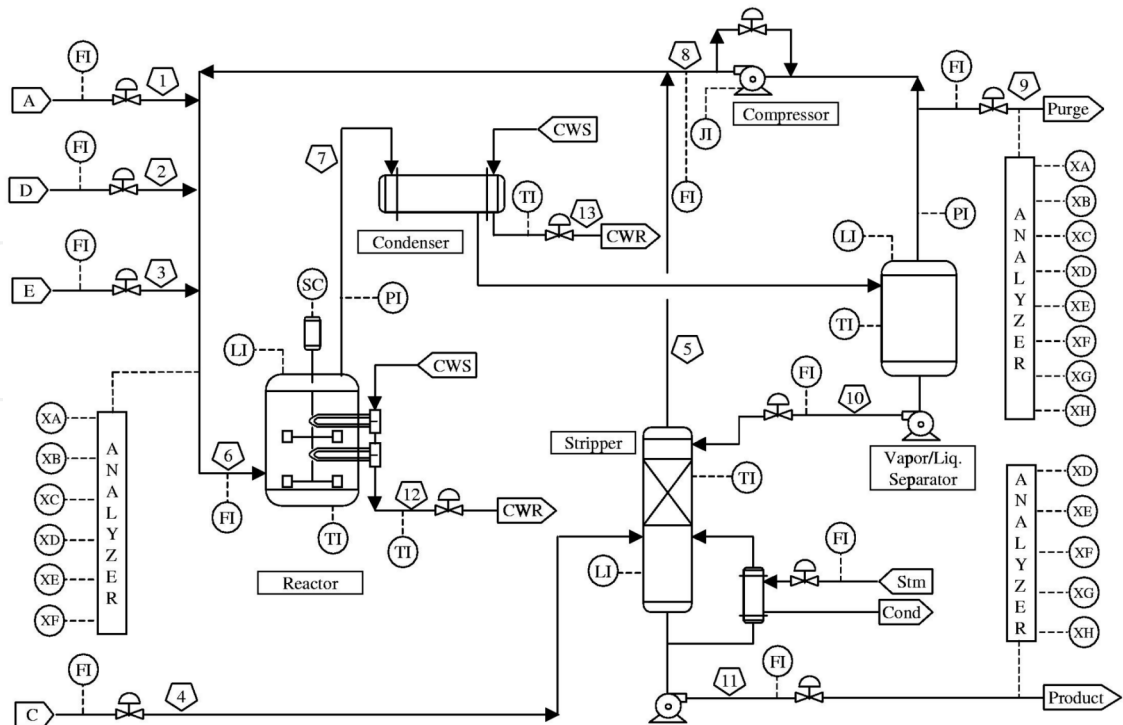 FI
8
FI
9
A
1
Compressor
Purge
FI
JI
CWS
7
D
2
FI
TI
13
Condenser
CWR
FI
E
3
SC
PI
LI
PI
TI
LI
CWS
5
FI
10
Stripper
Vapor/Liq.
Separator
6
FI
TI
12
CWR
TI
TI
Reactor
LI
FI
Stm
Cond
ANALYZER
XA
XB
XC
XD
XE
XF
ANALYZER
XA
XB
XC
XD
XE
XF
XG
XH
ANALYZER
XD
XE
XF
XG
XH
FI
C
4
11
FI
Product